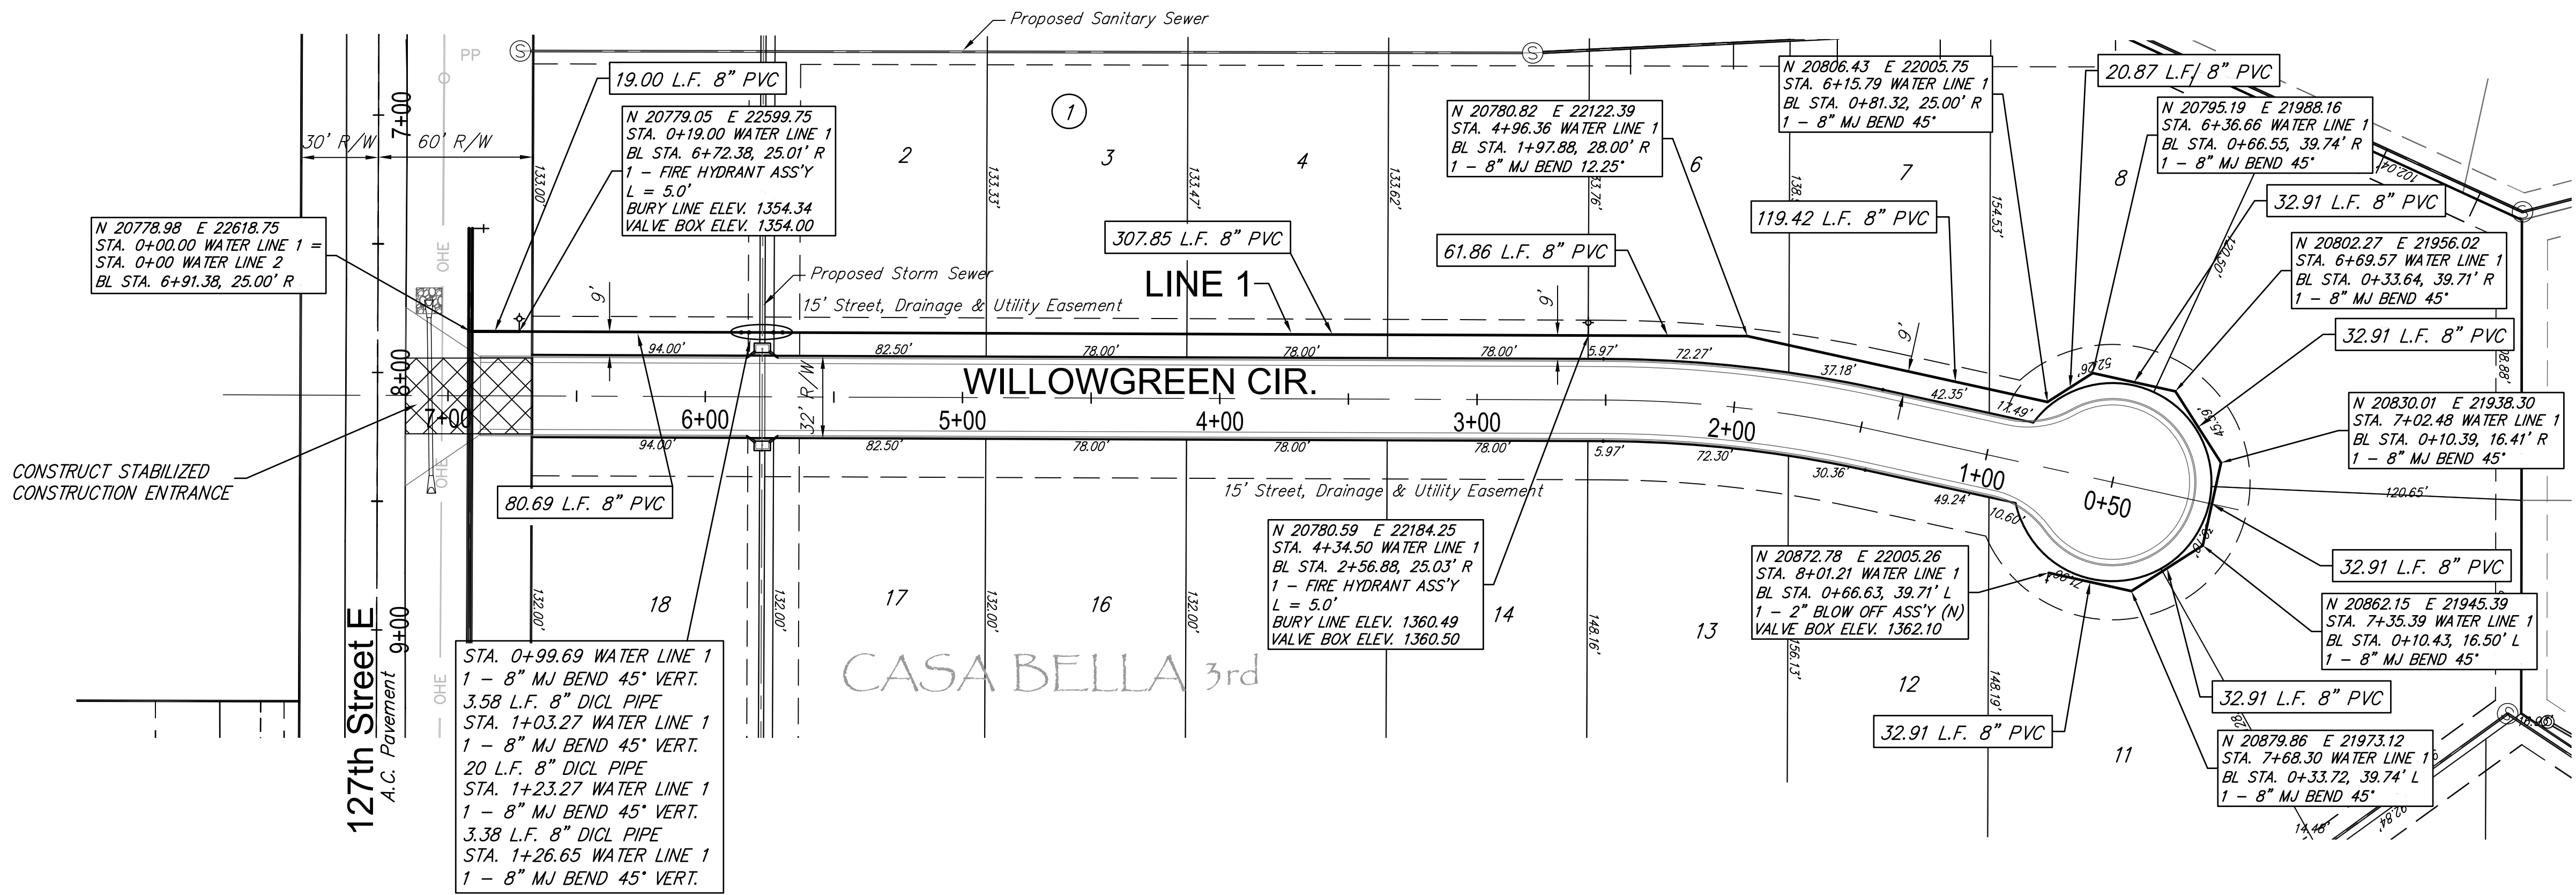 Proposed Sanitary Sewer
PP
7+00
30' R/W
60' R/W
OHE
133.00'
19.00 L.F. 8" PVC
N 20779.05 E 22599.75
STA. 0+19.00 WATER LINE 1
BL STA. 6+72.38, 25.01' R
1 – FIRE HYDRANT ASS'Y
L = 5.0'
BURY LINE ELEV. 1354.34
VALVE BOX ELEV. 1354.00
N 20778.98 E 22618.75
STA. 0+00.00 WATER LINE 1 =
STA. 0+00 WATER LINE 2
BL STA. 6+91.38, 25.00' R
1
2
3
4
6
7
8
133.33'
133.47'
133.62'
154.53'
120.50'
102.04'
N 20780.82 E 22122.39
STA. 4+96.36 WATER LINE 1
BL STA. 1+97.88, 28.00' R
1 – 8" MJ BEND 12.25°
N 20806.43 E 22005.75
STA. 6+15.79 WATER LINE 1
BL STA. 0+81.32, 25.00' R
1 – 8" MJ BEND 45°
20.87 L.F. 8" PVC
N 20795.19 E 21988.16
STA. 6+36.66 WATER LINE 1
BL STA. 0+66.55, 39.74' R
1 – 8" MJ BEND 45°
32.91 L.F. 8" PVC
N 20802.27 E 21956.02
STA. 6+69.57 WATER LINE 1
BL STA. 0+33.64, 39.71' R
1 – 8" MJ BEND 45°
32.91 L.F. 8" PVC
N 20830.01 E 21938.30
STA. 7+02.48 WATER LINE 1
BL STA. 0+10.39, 16.41' R
1 – 8" MJ BEND 45°
307.85 L.F. 8" PVC
61.86 L.F. 8" PVC
119.42 L.F. 8" PVC
Proposed Storm Sewer
LINE 1
15' Street, Drainage & Utility Easement
6'
6'
6'
94.00'
82.50'
78.00'
78.00'
78.00'
5.97'
72.27'
37.18'
42.35'
17.49'
52.06'
45.59'
WILLOWGREEN CIR.
32' R/W
8+00
7+00
6+00
5+00
4+00
3+00
2+00
1+00
0+50
120.65'
94.00'
82.50'
78.00'
78.00'
78.00'
5.97'
72.30'
30.36'
49.24'
10.60'
CONSTRUCT STABILIZED
CONSTRUCTION ENTRANCE
OHE
80.69 L.F. 8" PVC
15' Street, Drainage & Utility Easement
N 20780.59 E 22184.25
STA. 4+34.50 WATER LINE 1
BL STA. 2+56.88, 25.03' R
1 – FIRE HYDRANT ASS'Y
L = 5.0'
BURY LINE ELEV. 1360.49
VALVE BOX ELEV. 1360.50
N 20872.78 E 22005.26
STA. 8+01.21 WATER LINE 1
BL STA. 0+66.63, 39.71' L
1 – 2" BLOW OFF ASS'Y (N)
VALVE BOX ELEV. 1362.10
32.91 L.F. 8" PVC
N 20862.15 E 21945.39
STA. 7+35.39 WATER LINE 1
BL STA. 0+10.43, 16.50' L
1 – 8" MJ BEND 45°
32.91 L.F. 8" PVC
32.91 L.F. 8" PVC
N 20879.86 E 21973.12
STA. 7+68.30 WATER LINE 1
BL STA. 0+33.72, 39.74' L
1 – 8" MJ BEND 45°
132.00'
132.00'
132.00'
132.00'
148.16'
156.13'
148.19'
18
17
16
14
13
12
11
127th Street E
A.C. Pavement
9+00
OHE
CASA BELLA 3rd
STA. 0+99.69 WATER LINE 1
1 – 8" MJ BEND 45° VERT.
3.58 L.F. 8" DICL PIPE
STA. 1+03.27 WATER LINE 1
1 – 8" MJ BEND 45° VERT.
20 L.F. 8" DICL PIPE
STA. 1+23.27 WATER LINE 1
1 – 8" MJ BEND 45° VERT.
3.38 L.F. 8" DICL PIPE
STA. 1+26.65 WATER LINE 1
1 – 8" MJ BEND 45° VERT.
14.48'